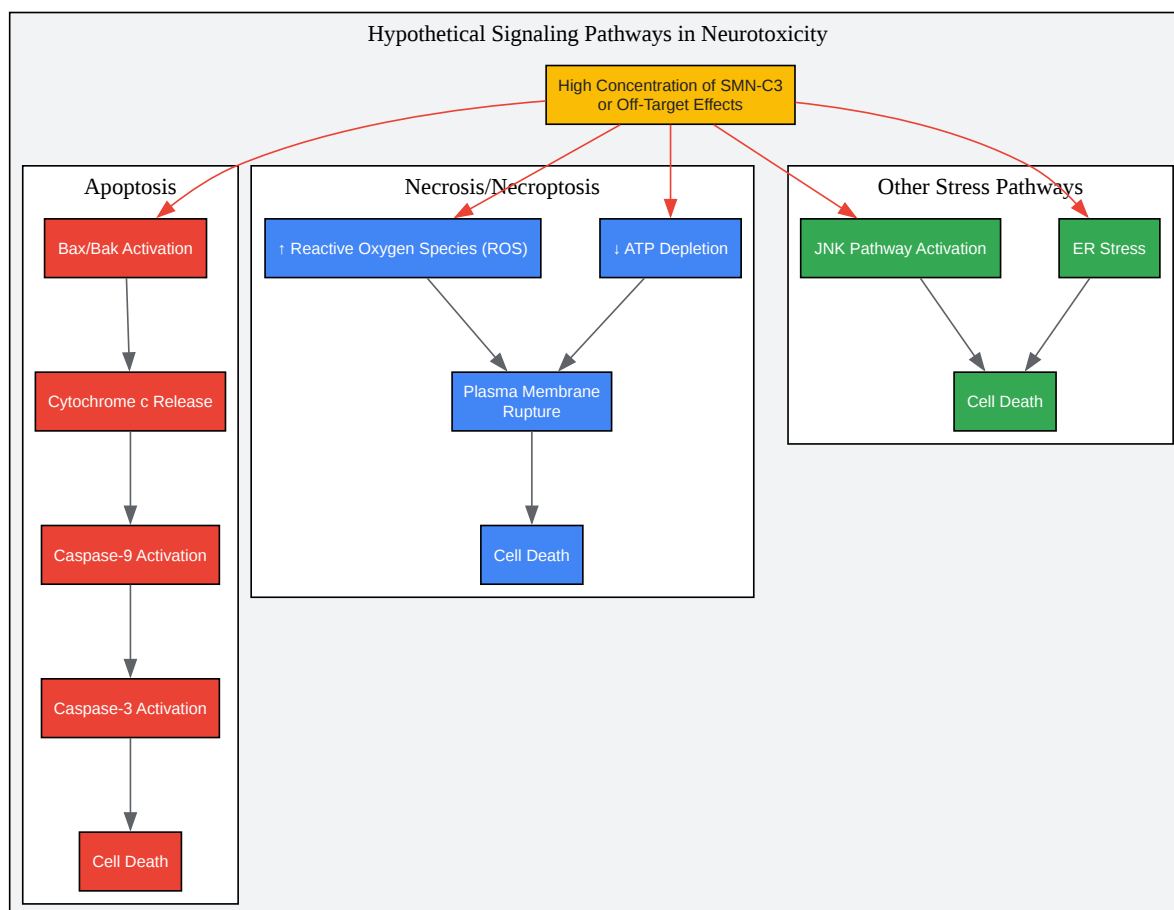 Hypothetical Signaling Pathways in Neurotoxicity
High Concentration of SMN-C3
or Off-Target Effects
Apoptosis
Bax/Bak Activation
Cytochrome c Release
Caspase-9 Activation
Caspase-3 Activation
Cell Death
Necrosis/Necroptosis
↑ Reactive Oxygen Species (ROS)
↓ ATP Depletion
Plasma Membrane
Rupture
Cell Death
Other Stress Pathways
JNK Pathway Activation
ER Stress
Cell Death